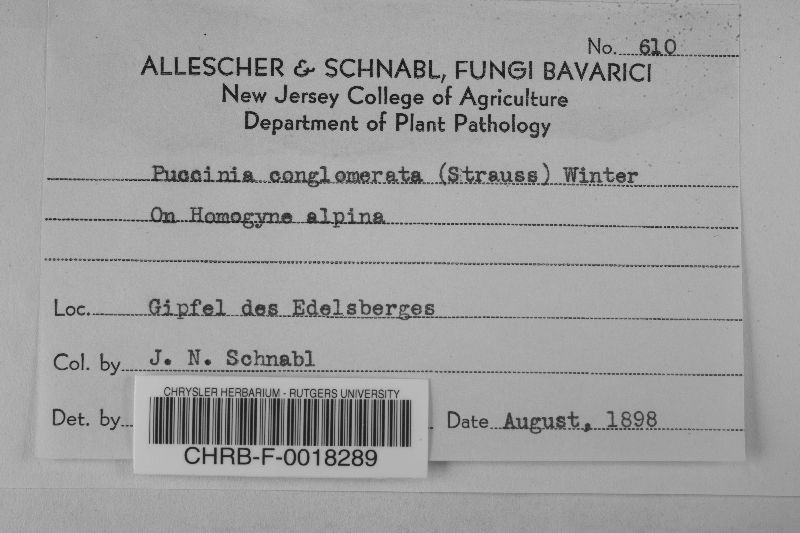 No. 610
ALLESCHER & SCHNABL, FUNGI BAVARICI
New Jersey College of Agriculture
Department of Plant Pathology
Puccinia conglomerata (Strauss) Winter
On Homogyne alpina
Loc. Gipfel des Edelsberges
Col. by J. N. Schnabl
Det. by
Date August, 1898
CHRYSLER HERBARIUM - RUTGERS UNIVERSITY
CHRB-F-0018289